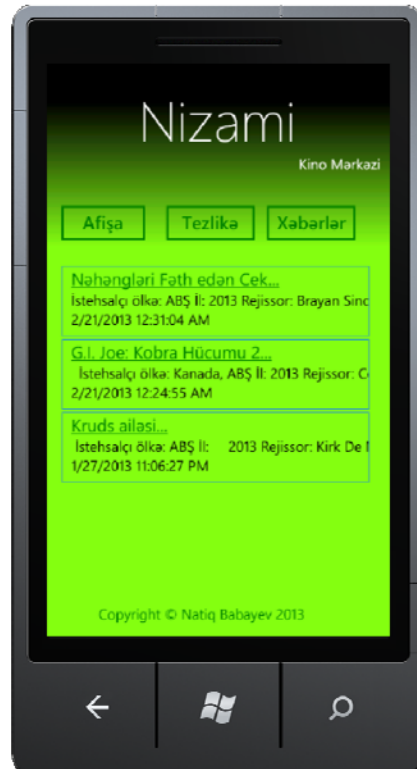 Nizami
Kino Mərkəzi
Afişa Tezlikə Xəbərlər
Nəhəngləri Fəth edən Cek...
İstehsalçı ölkə: ABŞ İl: 2013 Rejissor: Brayan Sinc
2/21/2013 12:31:04 AM
G.I. Joe: Kobra Hücumu 2...
İstehsalçı ölkə: Kanada, ABŞ İl: 2013 Rejissor: C
2/21/2013 12:24:55 AM
Kruds ailəsi...
İstehsalçı ölkə: ABŞ İl: 2013 Rejissor: Kirk De
1/27/2013 11:06:27 PM
Copyright © Natiq Babayev 2013